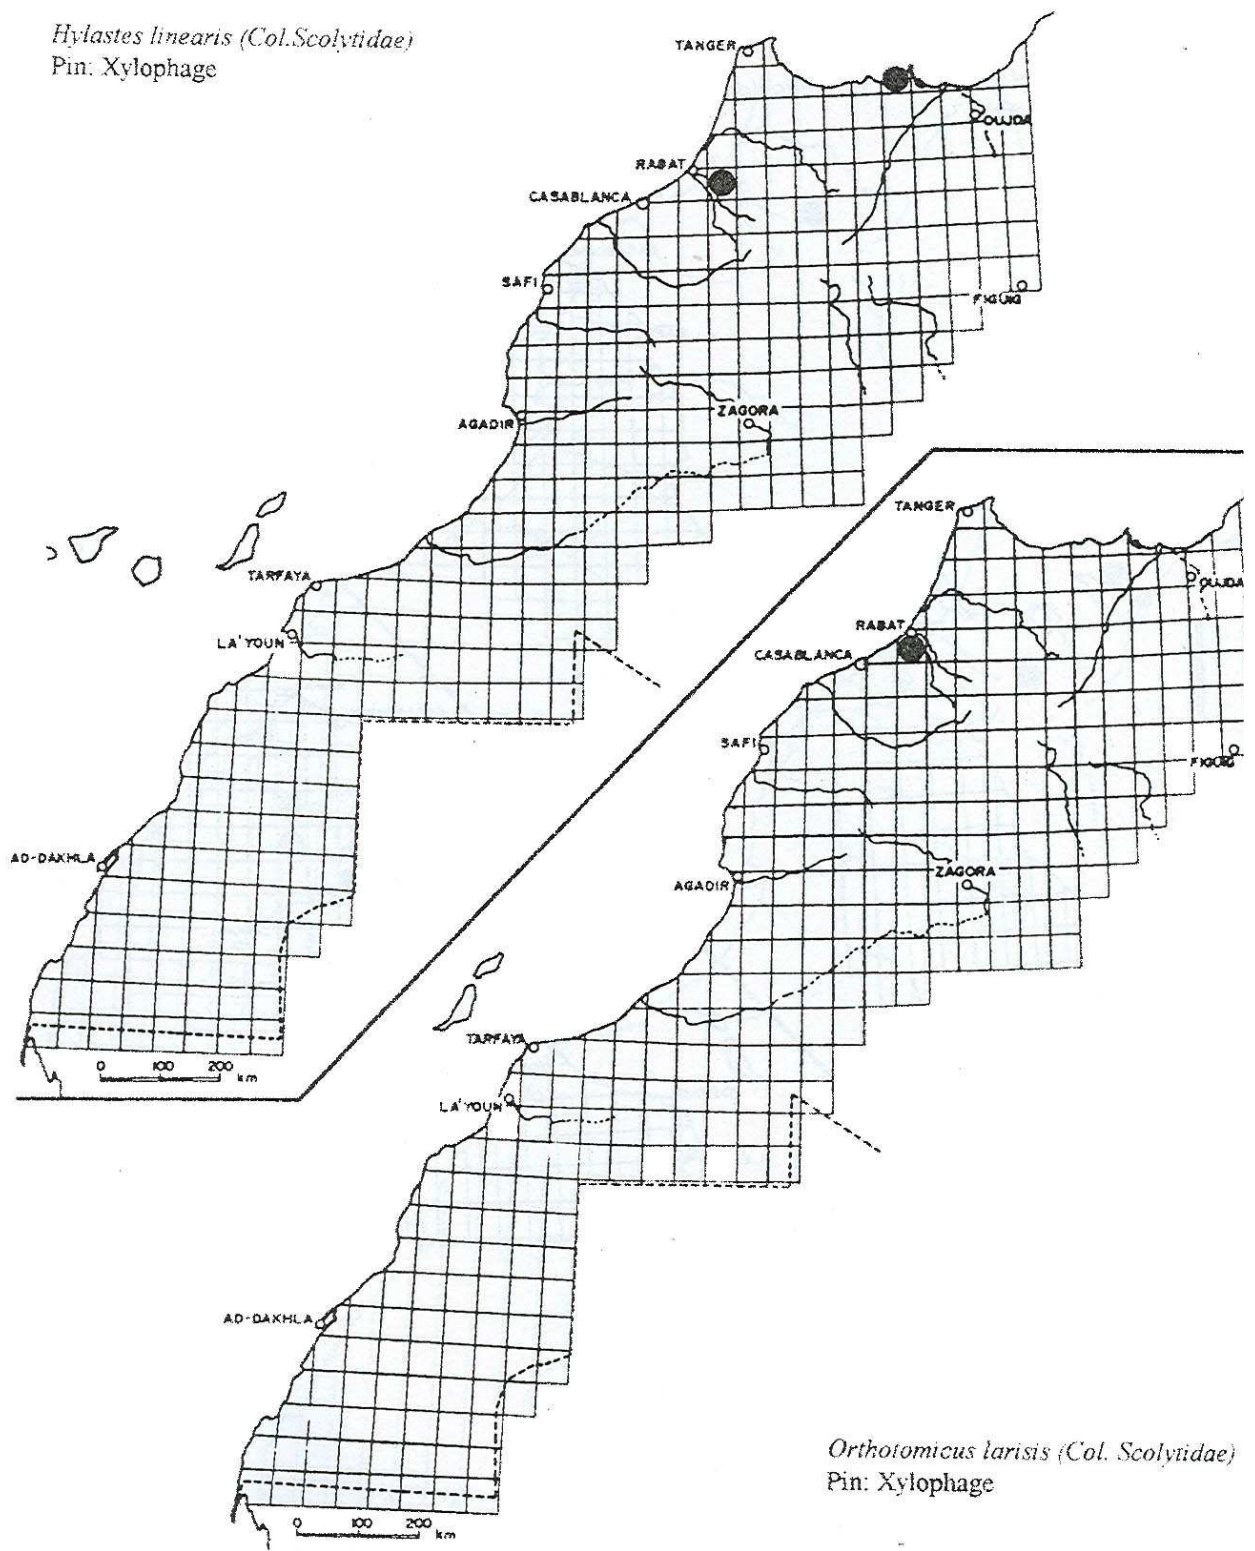 Hylastes linearis (Col.Scolytidae)
Pin: Xylophage
TANGER
OUJDA
RABAT
CASABLANCA
SAFI
FIGUIG
ZAGORA
AGADIR
TARFAYA
LA'YOUN
AD-DAKHLA
0 100 200
km
TANGER
OUJDA
RABAT
CASABLANCA
SAFI
FIGUIG
ZAGORA
AGADIR
TARFAYA
LA'YOUN
AD-DAKHLA
0 100 200
km
Orthotomicus larisis (Col. Scolytidae)
Pin: Xylophage